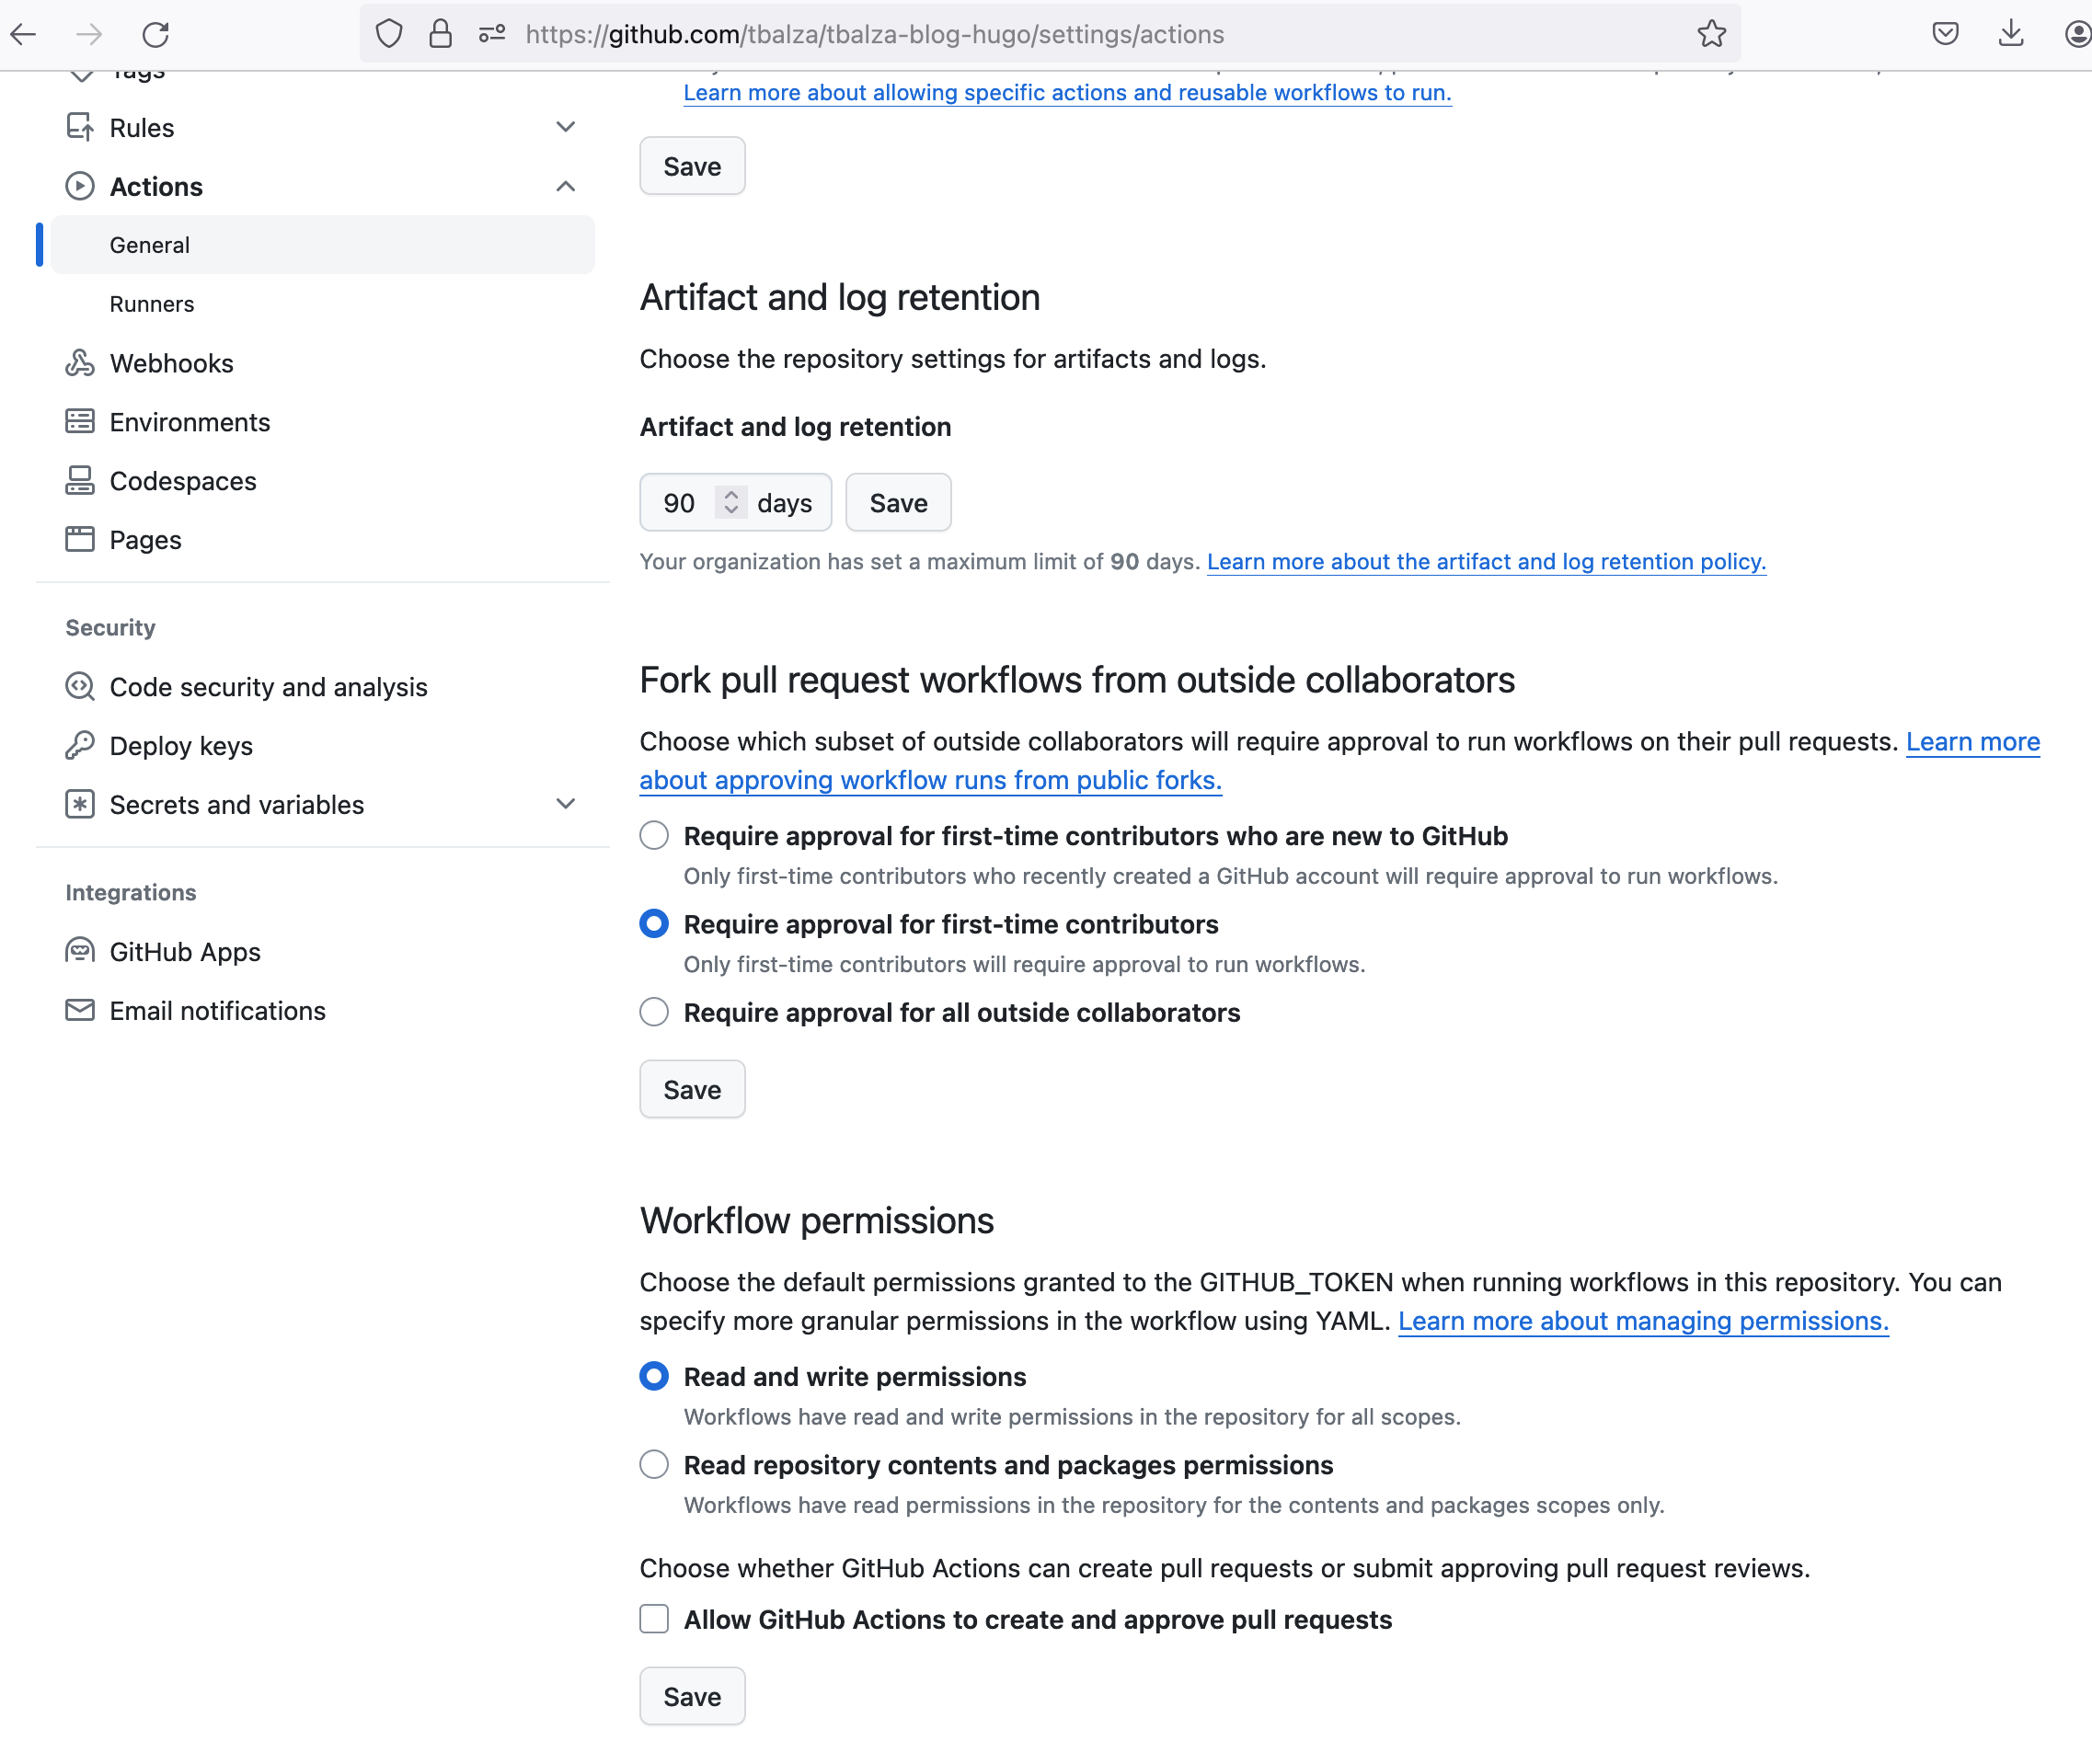 https://github.com/tbalza/tbalza-blog-hugo/settings/actions
Tags
Rules
Actions
General
Runners
Webhooks
Environments
Codespaces
Pages
Security
Code security and analysis
Deploy keys
Secrets and variables
Integrations
GitHub Apps
Email notifications
Learn more about allowing specific actions and reusable workflows to run.
Save
Artifact and log retention
Choose the repository settings for artifacts and logs.
Artifact and log retention
90 days Save
Your organization has set a maximum limit of 90 days. Learn more about the artifact and log retention policy.
Fork pull request workflows from outside collaborators
Choose which subset of outside collaborators will require approval to run workflows on their pull requests. Learn more
about approving workflow runs from public forks.
Require approval for first-time contributors who are new to GitHub
Only first-time contributors who recently created a GitHub account will require approval to run workflows.
Require approval for first-time contributors
Only first-time contributors will require approval to run workflows.
Require approval for all outside collaborators
Save
Workflow permissions
Choose the default permissions granted to the GITHUB_TOKEN when running workflows in this repository. You can
specify more granular permissions in the workflow using YAML. Learn more about managing permissions.
Read and write permissions
Workflows have read and write permissions in the repository for all scopes.
Read repository contents and packages permissions
Workflows have read permissions in the repository for the contents and packages scopes only.
Choose whether GitHub Actions can create pull requests or submit approving pull request reviews.
Allow GitHub Actions to create and approve pull requests
Save